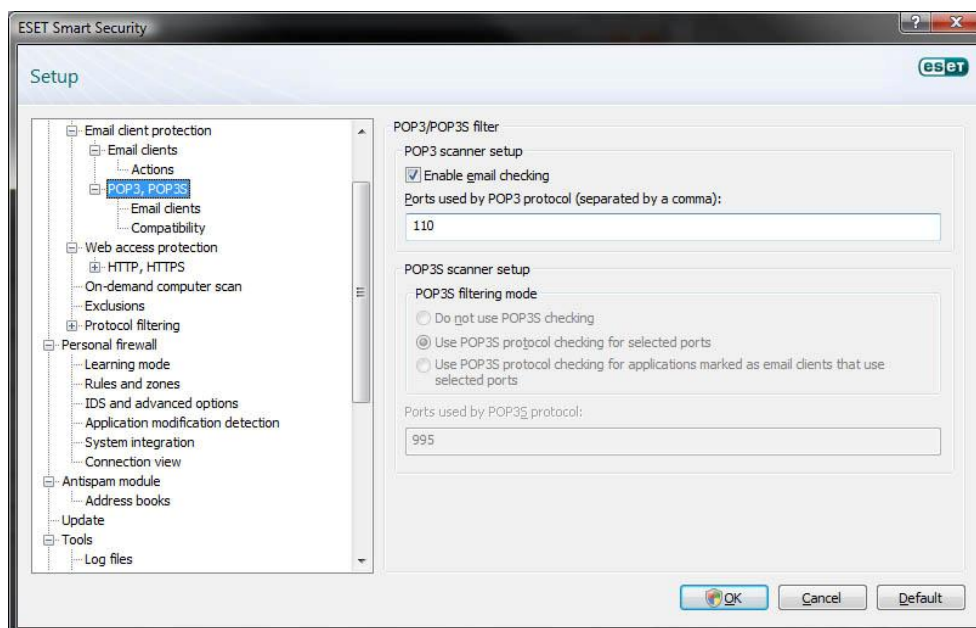 ESET Smart Security
Setup
eseT
Email client protection
Email clients
Actions
POP3, POP3S
Email clients
Compatibility
Web access protection
HTTP, HTTPS
On-demand computer scan
Exclusions
Protocol filtering
Personal firewall
Learning mode
Rules and zones
IDS and advanced options
Application modification detection
System integration
Connection view
Antispam module
Address books
Update
Tools
Log files
POP3/POP3S filter
POP3 scanner setup
Enable email checking
Ports used by POP3 protocol (separated by a comma):
110
POP3S scanner setup
POP3S filtering mode
Do not use POP3S checking
Use POP3S protocol checking for selected ports
Use POP3S protocol checking for applications marked as email clients that use
selected ports
Ports used by POP3S protocol:
995
OK
Cancel
Default